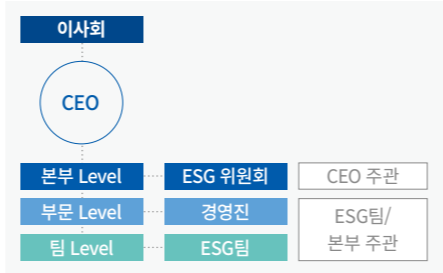 이사회
CEO
본부 Level
ESG 위원회
CEO 주관
부문 Level
경영진
ESG팀/
본부 주관
팀 Level
ESG팀